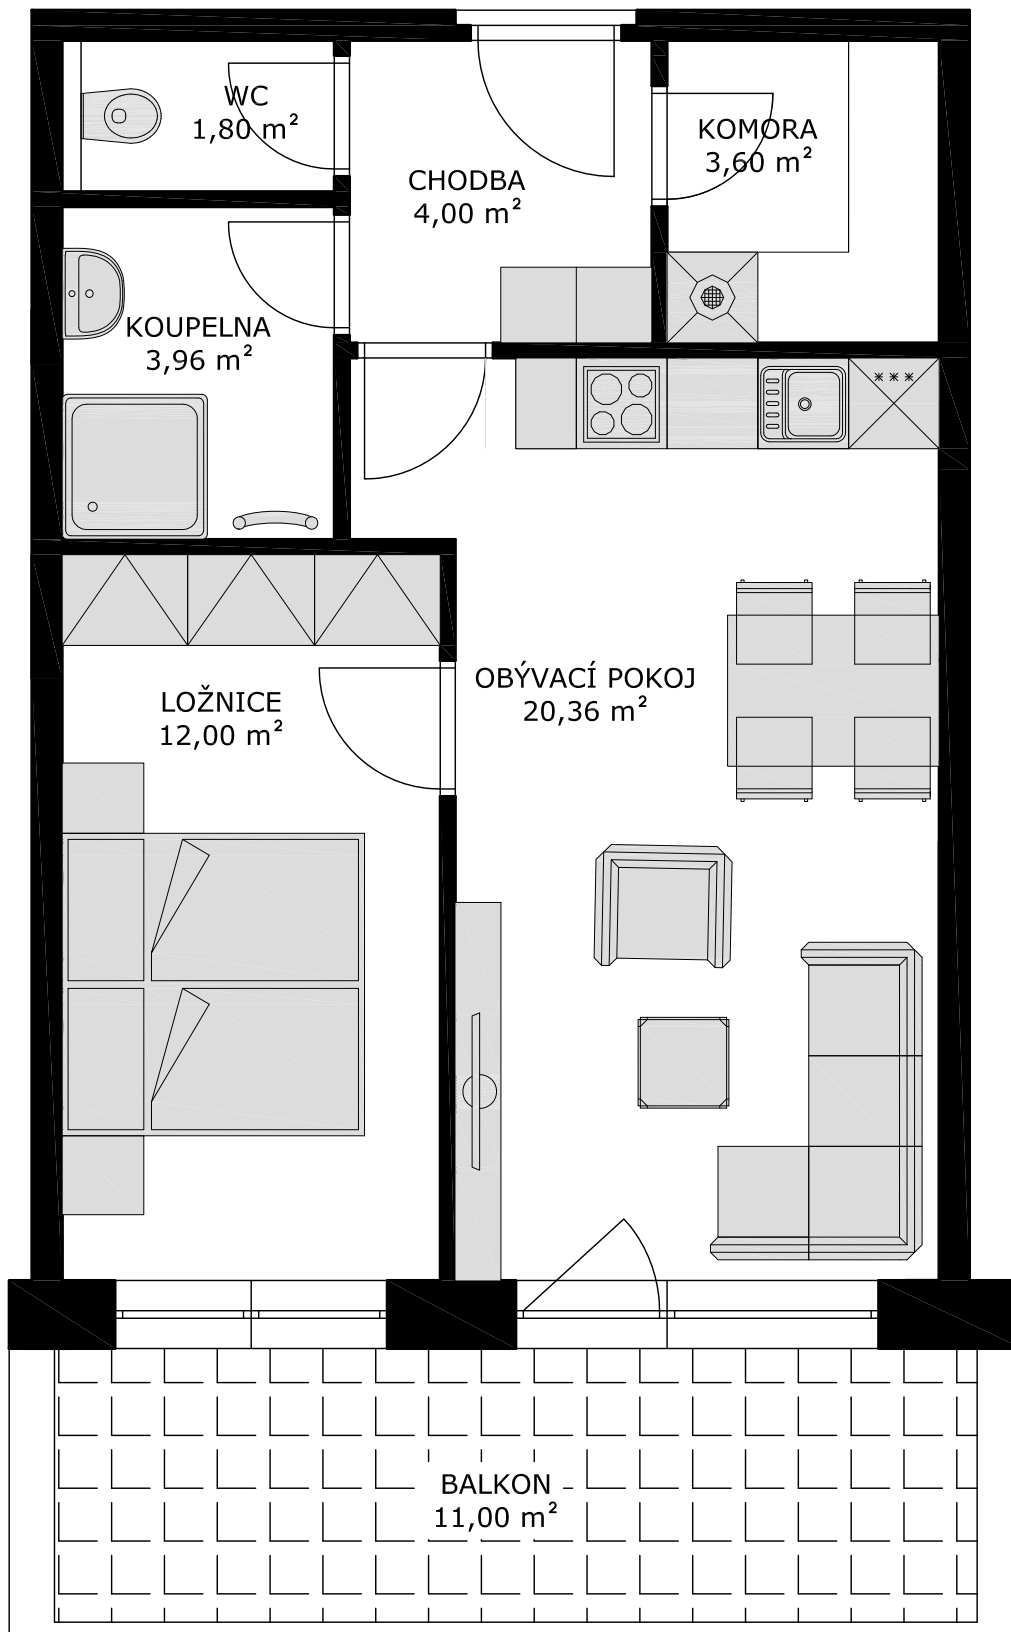 WC
1,80 m²
KOMORA
3,60 m²
CHODBA
4,00 m²
KOUPELNA
3,96 m²
OBÝVACÍ POKOJ
20,36 m²
LOŽNICE
12,00 m²
BALKON
11,00 m²